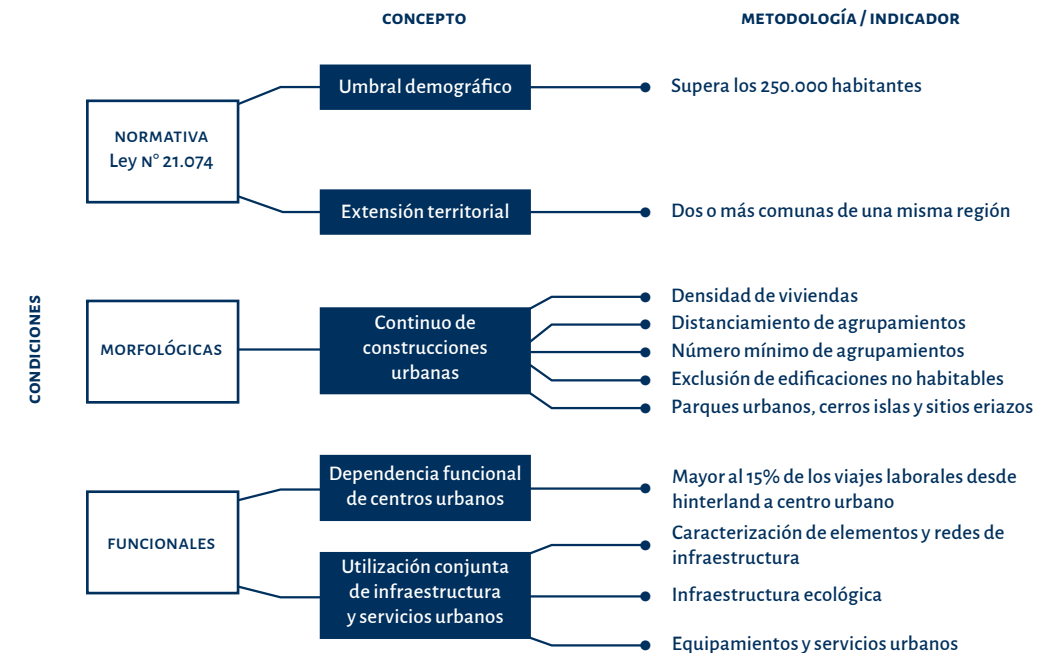 CONCEPTO
METODOLOGÍA / INDICADOR
CONDICIONES
NORMATIVA
Ley N° 21.074
Umbral demográfico
Supera los 250.000 habitantes
Extensión territorial
Dos o más comunas de una misma región
MORFOLÓGICAS
Continuo de
construcciones
urbanas
Densidad de viviendas
Distanciamiento de agrupamientos
Número mínimo de agrupamientos
Exclusión de edificaciones no habitables
Parques urbanos, cerros islas y sitios eriazos
FUNCIONALES
Dependencia funcional
de centros urbanos
Mayor al 15% de los viajes laborales desde
hinterland a centro urbano
Utilización conjunta
de infraestructura
y servicios urbanos
Caracterización de elementos y redes de
infraestructura
Infraestructura ecológica
Equipamientos y servicios urbanos